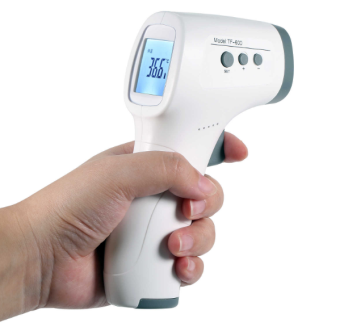 Model TF-600
36.6
SET + -